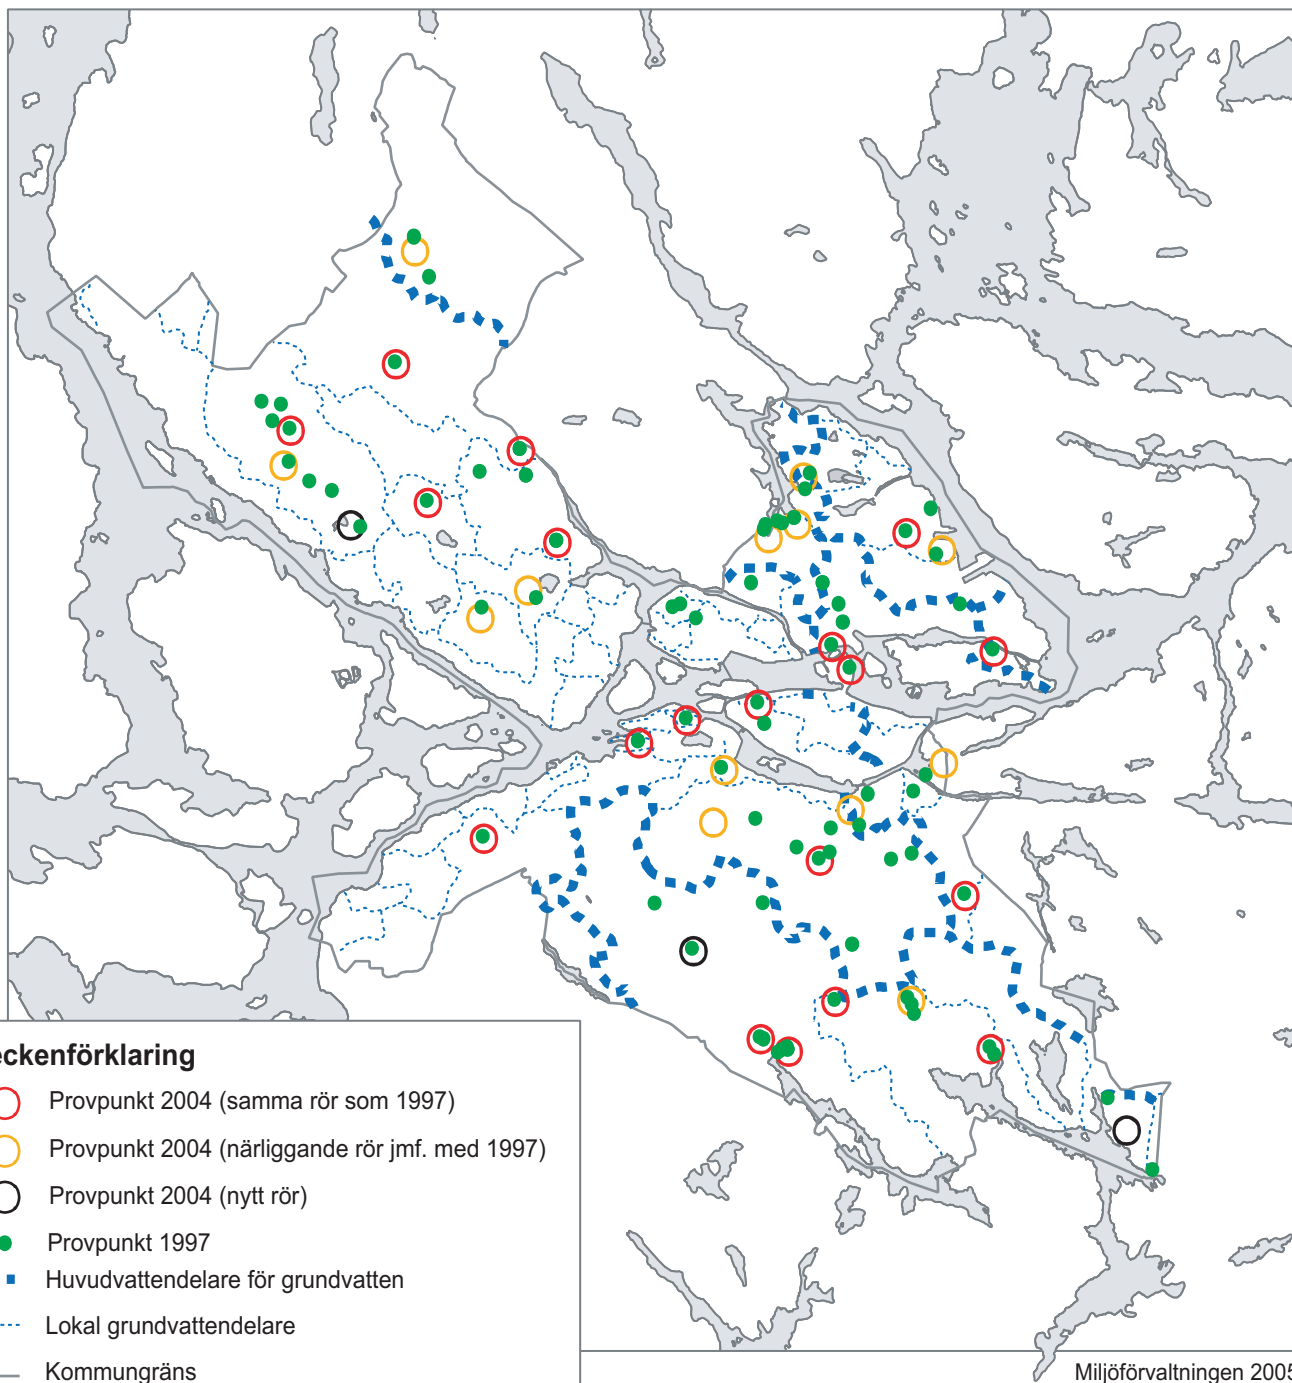 eckenförklaring
Provpunkt 2004 (samma rör som 1997)
Provpunkt 2004 (närliggande rör jmf. med 1997)
Provpunkt 2004 (nytt rör)
Provpunkt 1997
Huvudvattendelare för grundvatten
Lokal grundvattendelare
Kommungräns
Miljöförvaltningen 2005